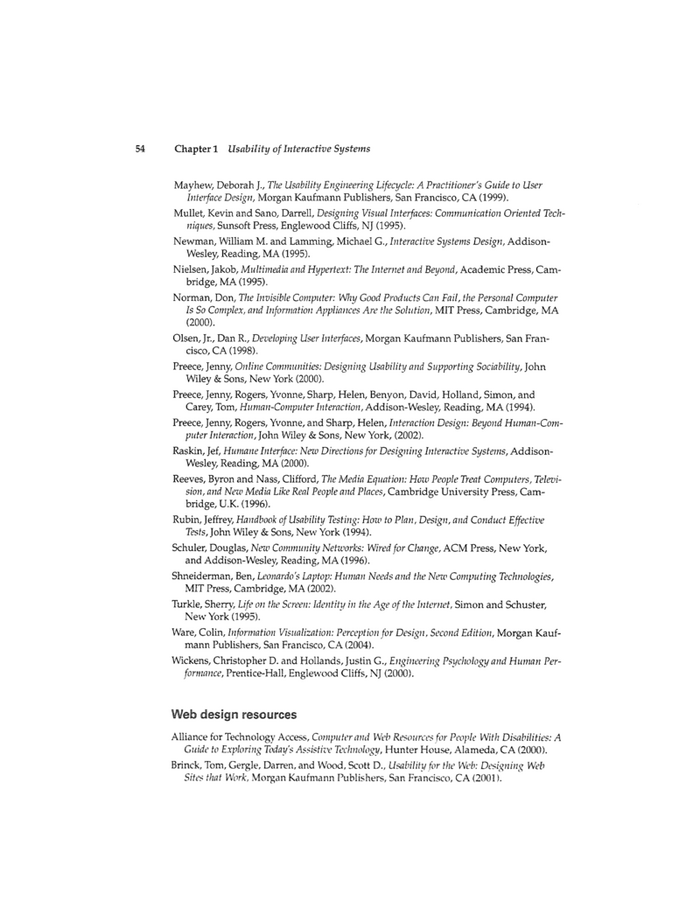 54 Chapter 1 Usability of Interactive Systems
Mayhew, Deborah J., The Usability Engineering Lifecycle: A Practitioner's Guide to User
Interface Design, Morgan Kaufmann Publishers, San Francisco, CA (1999).
Mullet, Kevin and Sano, Darrell, Designing Visual Interfaces: Communication Oriented Tech-
niques, Sunsoft Press, Englewood Cliffs, NJ (1995).
Newman, William M. and Lamming, Michael G., Interactive Systems Design, Addison-
Wesley, Reading, MA (1995).
Nielsen, Jakob, Multimedia and Hypertext: The Internet and Beyond, Academic Press, Cam-
bridge, MA (1995).
Norman, Don, The Invisible Computer: Why Good Products Can Fail, the Personal Computer
Is So Complex, and Information Appliances Are the Solution, MIT Press, Cambridge, MA
(2000).
Olsen, Jr., Dan R., Developing User Interfaces, Morgan Kaufmann Publishers, San Fran-
cisco, CA (1998).
Preece, Jenny, Online Communities: Designing Usability and Supporting Sociability, John
Wiley & Sons, New York (2000).
Preece, Jenny, Rogers, Yvonne, Sharp, Helen, Benyon, David, Holland, Simon, and
Carey, Tom, Human-Computer Interaction, Addison-Wesley, Reading, MA (1994).
Preece, Jenny, Rogers, Yvonne, and Sharp, Helen, Interaction Design: Beyond Human-Com-
puter Interaction, John Wiley & Sons, New York, (2002).
Raskin, Jef, Humane Interface: New Directions for Designing Interactive Systems, Addison-
Wesley, Reading, MA (2000).
Reeves, Byron and Nass, Clifford, The Media Equation: How People Treat Computers, Televi-
sion, and New Media Like Real People and Places, Cambridge University Press, Cam-
bridge, U.K. (1996).
Rubin, Jeffrey, Handbook of Usability Testing: How to Plan, Design, and Conduct Effective
Tests, John Wiley & Sons, New York (1994).
Schuler, Douglas, New Community Networks: Wired for Change, ACM Press, New York,
and Addison-Wesley, Reading, MA (1996).
Shneiderman, Ben, Leonardo's Laptop: Human Needs and the New Computing Technologies,
MIT Press, Cambridge, MA (2002).
Turkle, Sherry, Life on the Screen: Identity in the Age of the Internet, Simon and Schuster,
New York (1995).
Ware, Colin, Information Visualization: Perception for Design, Second Edition, Morgan Kauf-
mann Publishers, San Francisco, CA (2004).
Wickens, Christopher D. and Hollands, Justin G., Engineering Psychology and Human Per-
formance, Prentice-Hall, Englewood Cliffs, NJ (2000).
Web design resources
Alliance for Technology Access, Computer and Web Resources for People With Disabilities: A
Guide to Exploring Today's Assistive Technology, Hunter House, Alameda, CA (2000).
Brinck, Tom, Gergle, Darren, and Wood, Scott D., Usability for the Web: Designing Web
Sites that Work, Morgan Kaufmann Publishers, San Francisco, CA (2001).